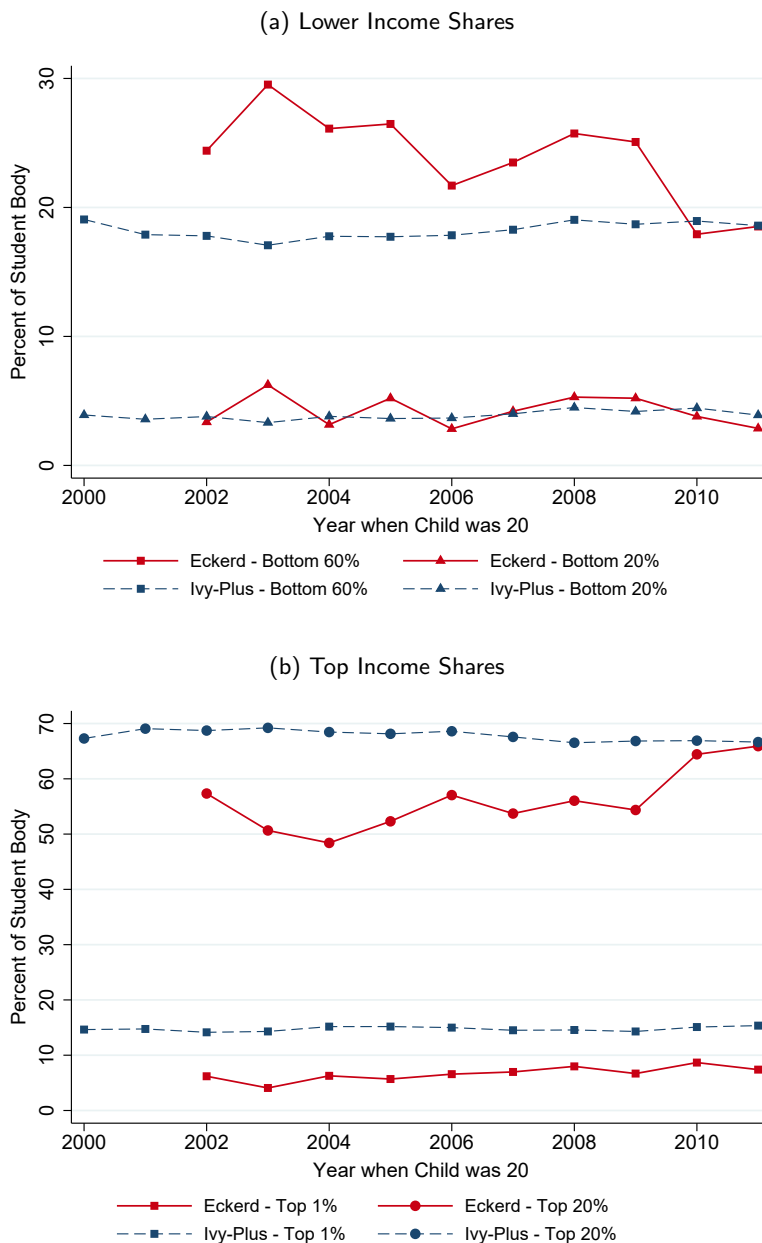 (a) Lower Income Shares
30
20
10
0
Percent of Student Body
2000 2002 2004 2006 2008 2010
Year when Child was 20
Eckerd - Bottom 60% Eckerd - Bottom 20%
Ivy-Plus - Bottom 60% Ivy-Plus - Bottom 20%
(b) Top Income Shares
70
60
50
40
30
20
10
0
Percent of Student Body
2000 2002 2004 2006 2008 2010
Year when Child was 20
Eckerd - Top 1% Eckerd - Top 20%
Ivy-Plus - Top 1% Ivy-Plus - Top 20%